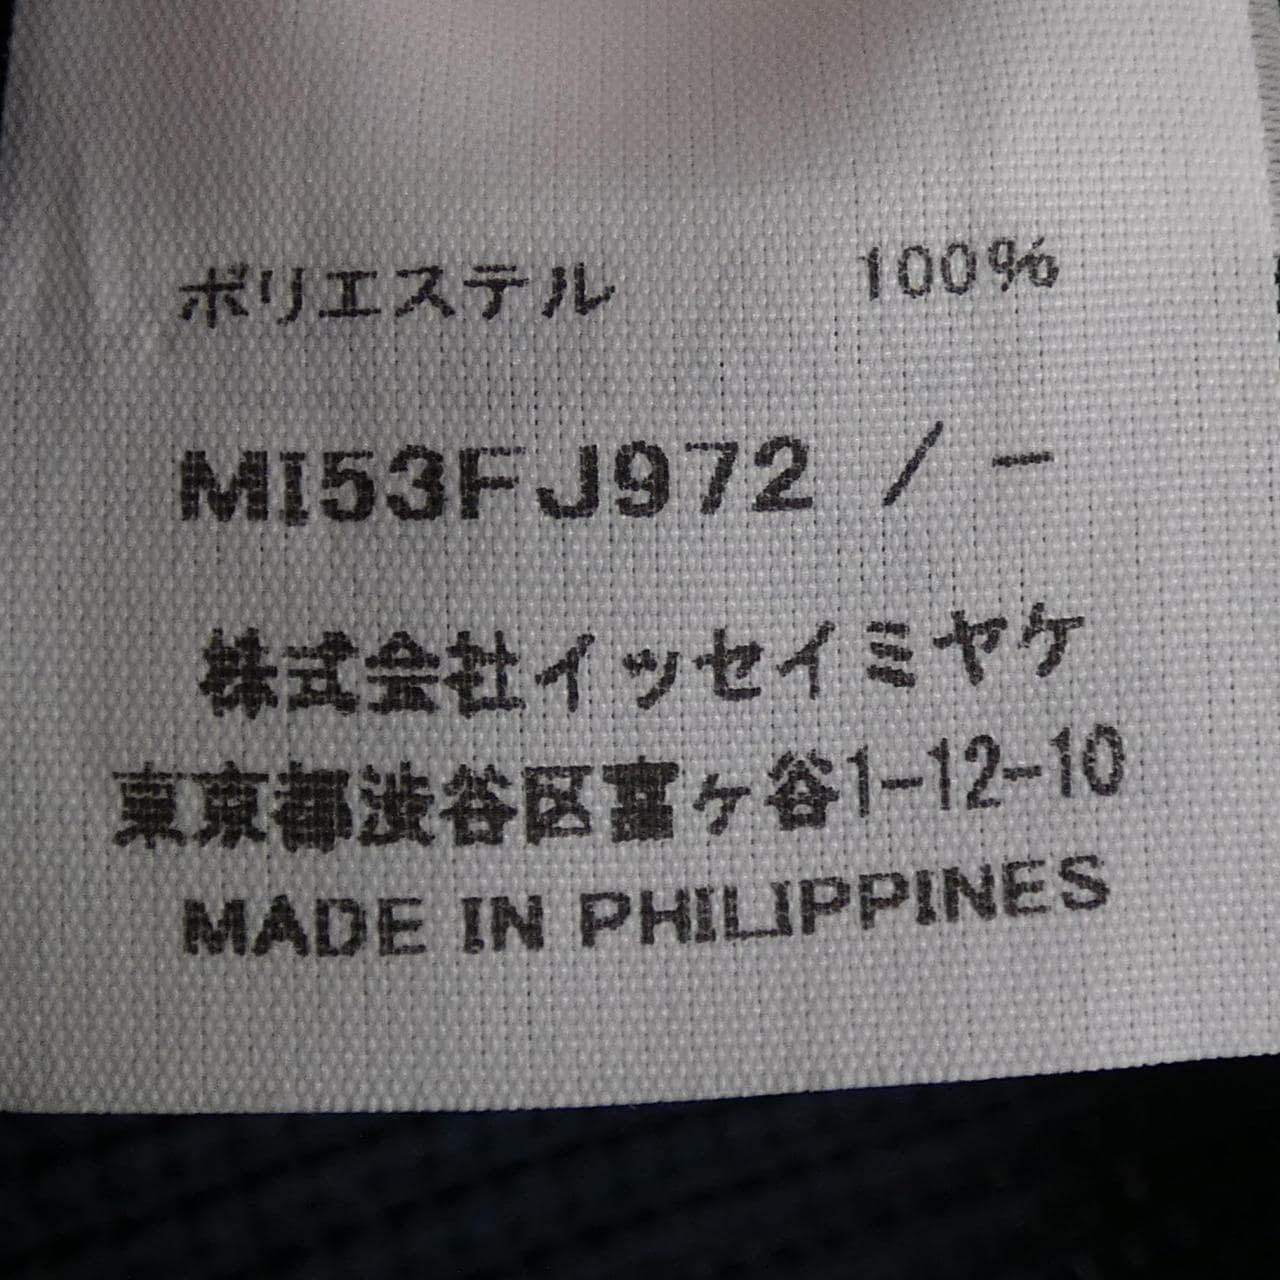 ポリエステル 100%
MI53FJ972 / -
株式会社イッセイミヤケ
東京都渋谷区富ヶ谷1-12-10
MADE IN PHILIPPINES